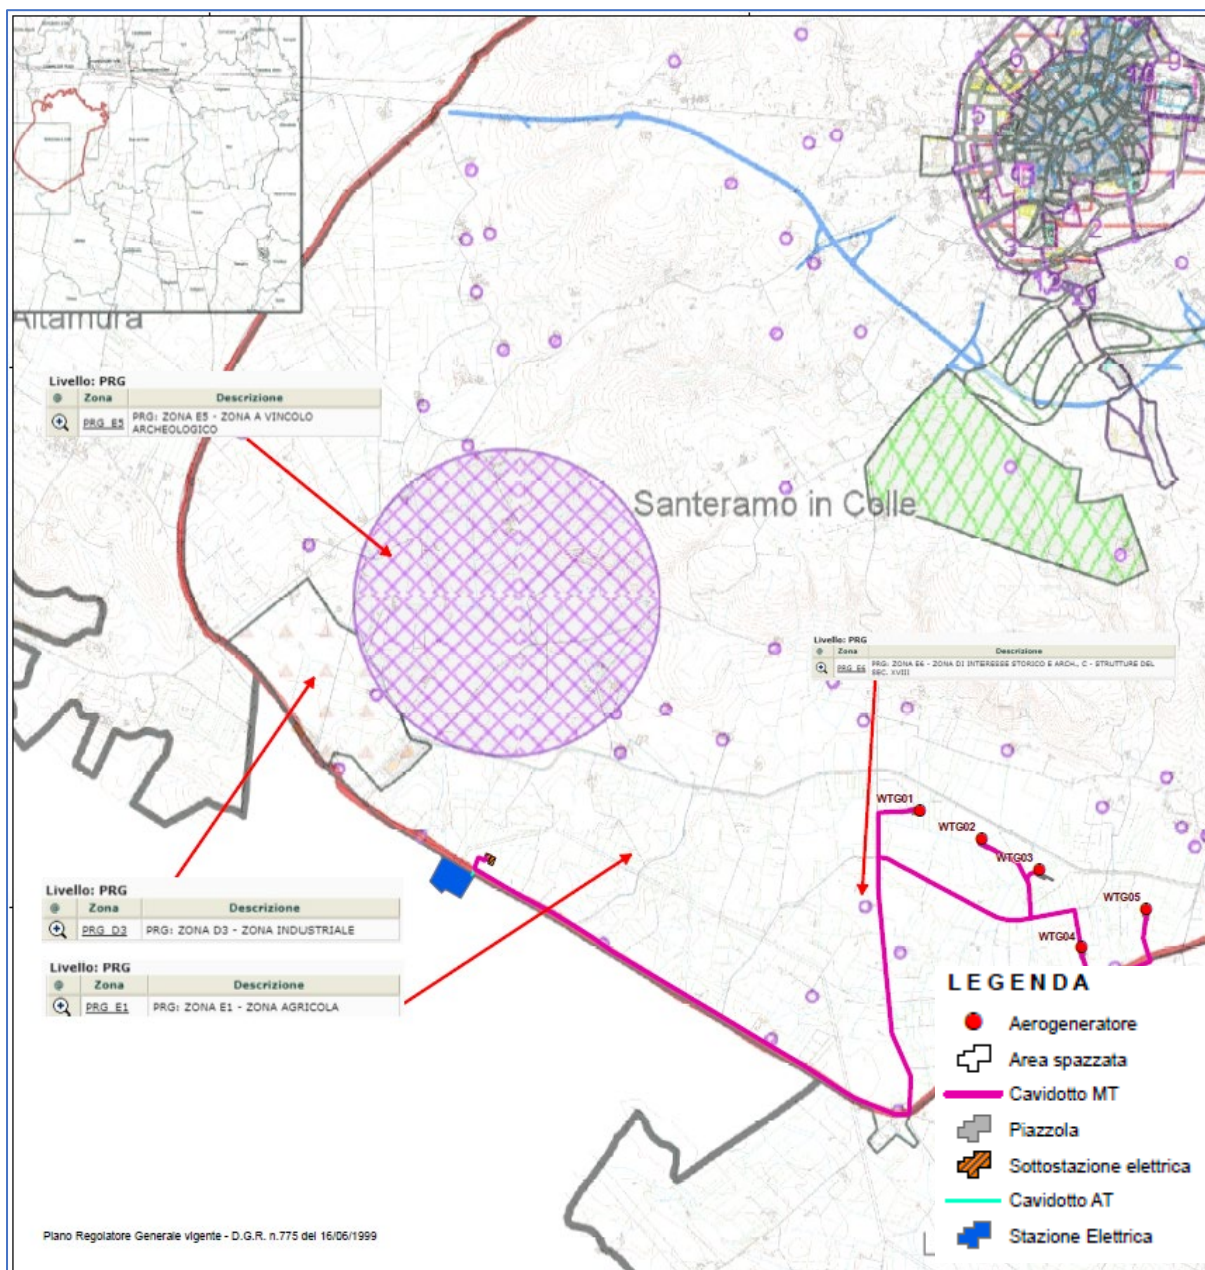 Altamura
Livello: PRG
@ Zona Descrizione
PRG_E5 PRG: ZONA E5 - ZONA A VINCOLO
ARCHEOLOGICO
Santeramo in Colle
Livello: PRG
@ Zona Descrizione
PRG_E6 PRG: ZONA E6 - ZONA DI INTERESSE STORICO E ARCH., C - STRUTTURE DEL
SEC. XVIII
WTG01
WTG02
WTG03
WTG05
WTG04
Livello: PRG
@ Zona Descrizione
PRG_D3 PRG: ZONA D3 - ZONA INDUSTRIALE
Livello: PRG
@ Zona Descrizione
PRG_E1 PRG: ZONA E1 - ZONA AGRICOLA
LEGENDA
Aerogeneratore
Area spazzata
Cavidotto MT
Piazzola
Sottostazione elettrica
Cavidotto AT
Stazione Elettrica
Plano Regolatore Generale vigente - D.G.R. n.775 del 16/06/1999